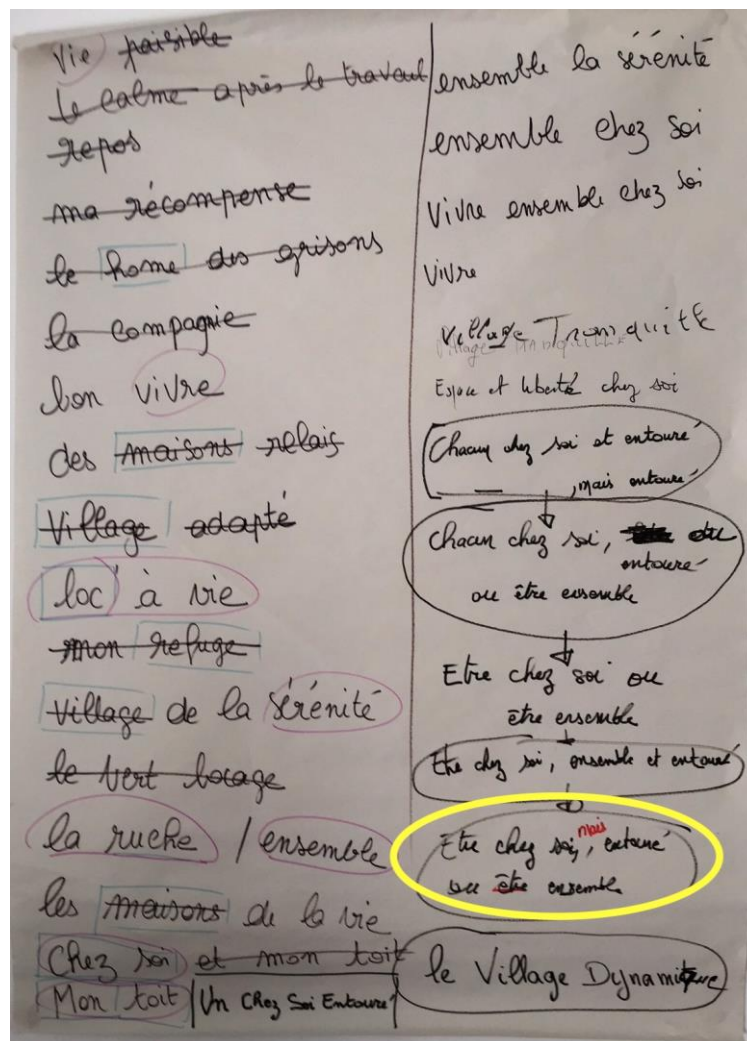 Vie paisible
le calme après le travail
repos
ma récompense
le home des grisons
la compagnie
bon vivre
des maisons relais
Village adapté
loc' à vie
mon refuge
Village de la sérénité
le vert bocage
la ruche / ensemble
les maisons de la vie
Chez soi et mon toit
Mon toit | Un Chez Soi Entouré
ensemble la sérénité
ensemble chez soi
Vivre ensemble chez soi
Vivre
Village Tranquille
Espace et liberté chez soi
Chacun chez soi et entouré
, mais entouré
Chacun chez soi, ou
entouré
ou être ensemble
Etre chez soi ou
être ensemble
Etre chez soi, ensemble et entouré
mais
Etre chez soi, entouré
ou être ensemble
le Village Dynamique